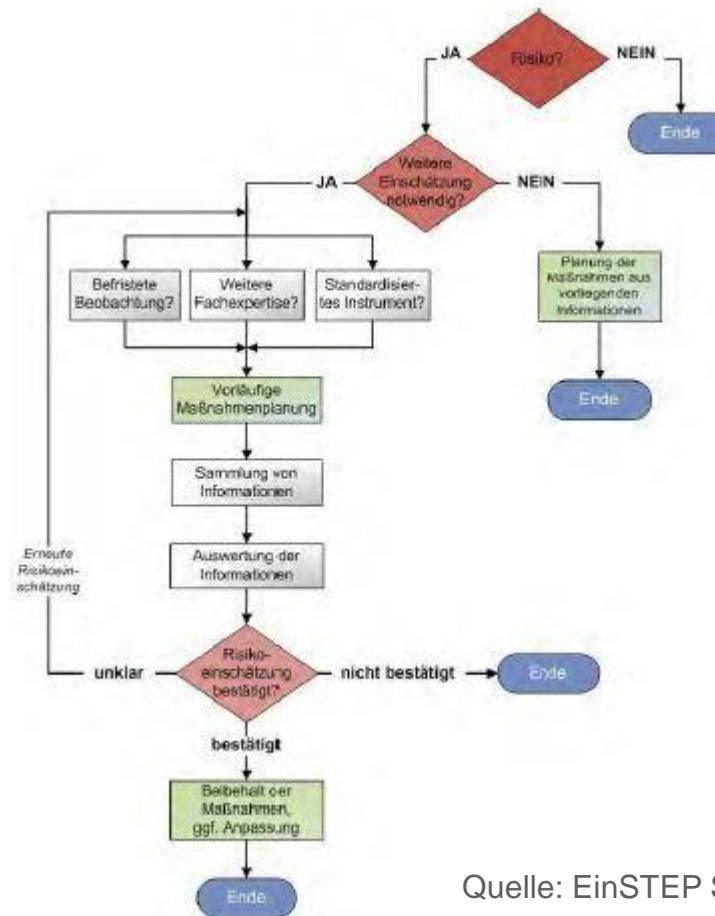 Risiko?
JA
NEIN
Ende
Weitere
Einschätzung
notwendig?
JA
NEIN
Befristete
Beobachtung?
Weitere
Fachexpertise?
Standardisier-
tes Instrument?
Planung der
Maßnahmen aus
vorliegenden
Informationen
Ende
Vorläufige
Maßnahmenplanung
Sammlung von
Informationen
Auswertung der
Informationen
Erneute
Risikoein-
schätzung
Risiko-
einschätzung
bestätigt?
unklar
nicht bestätigt
Ende
bestätigt
Beibehalt der
Maßnahmen,
ggf. Anpassung
Ende
Quelle: EinSTEP S